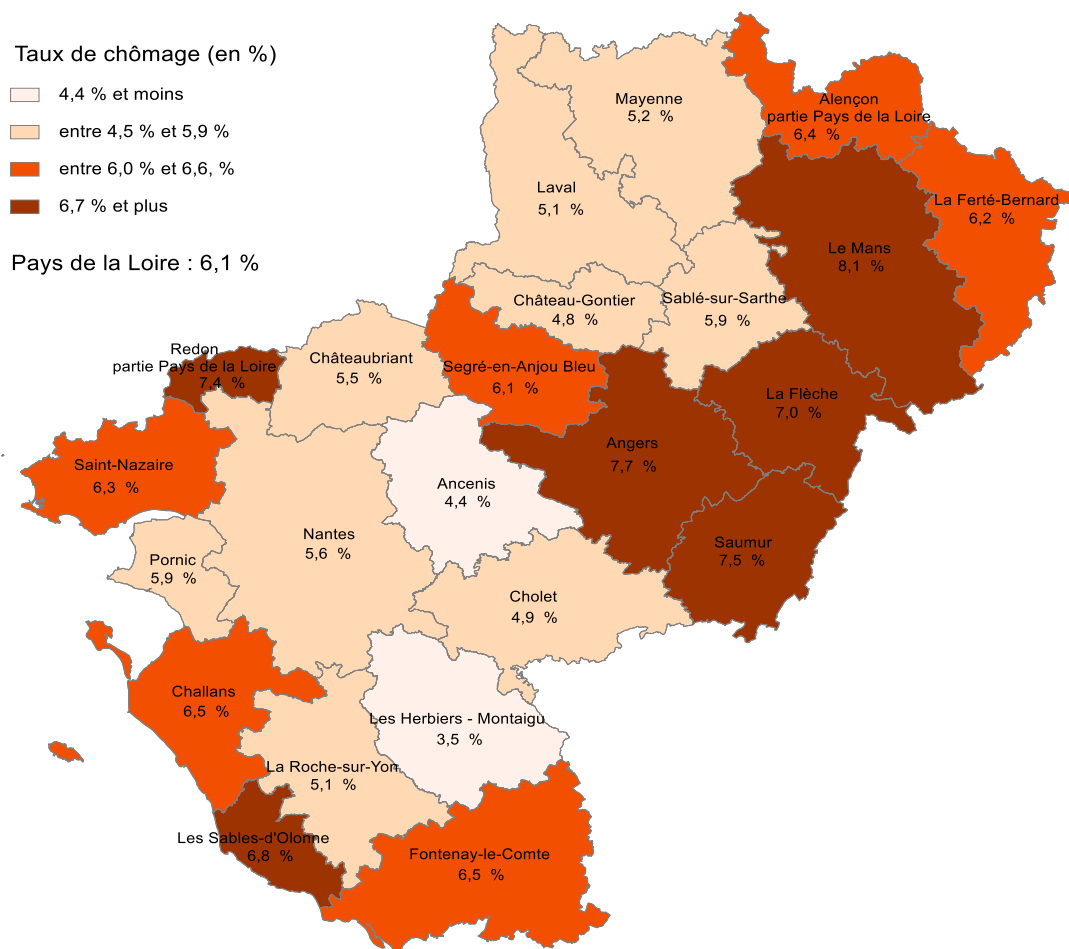 Taux de chômage (en %)
4,4 % et moins
entre 4,5 % et 5,9 %
entre 6,0 % et 6,6, %
6,7 % et plus
Pays de la Loire : 6,1 %
Mayenne
5,2 %
Alençon
partie Pays de la Loire
6,4 %
Laval
5,1 %
La Ferté-Bernard
6,2 %
Le Mans
8,1 %
Château-Gontier
4,8 %
Sablé-sur-Sarthe
5,9 %
Redon
partie Pays de la Loire
7,4 %
Châteaubriant
5,5 %
Segré-en-Anjou Bleu
6,1 %
La Flèche
7,0 %
Angers
7,7 %
Saint-Nazaire
6,3 %
Ancenis
4,4 %
Nantes
5,6 %
Saumur
7,5 %
Pornic
5,9 %
Cholet
4,9 %
Challans
6,5 %
Les Herbiers - Montaigu
3,5 %
La Roche-sur-Yon
5,1 %
Les Sables-d'Olonne
6,8 %
Fontenay-le-Comte
6,5 %